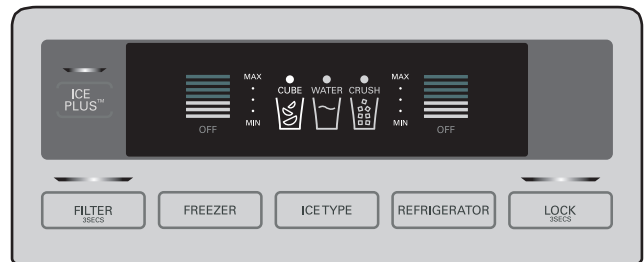 ICE
PLUS™
MAX
MIN
OFF
CUBE WATER CRUSH
MAX
MIN
OFF
FILTER
3SECS
FREEZER
ICE TYPE
REFRIGERATOR
LOCK
3SECS